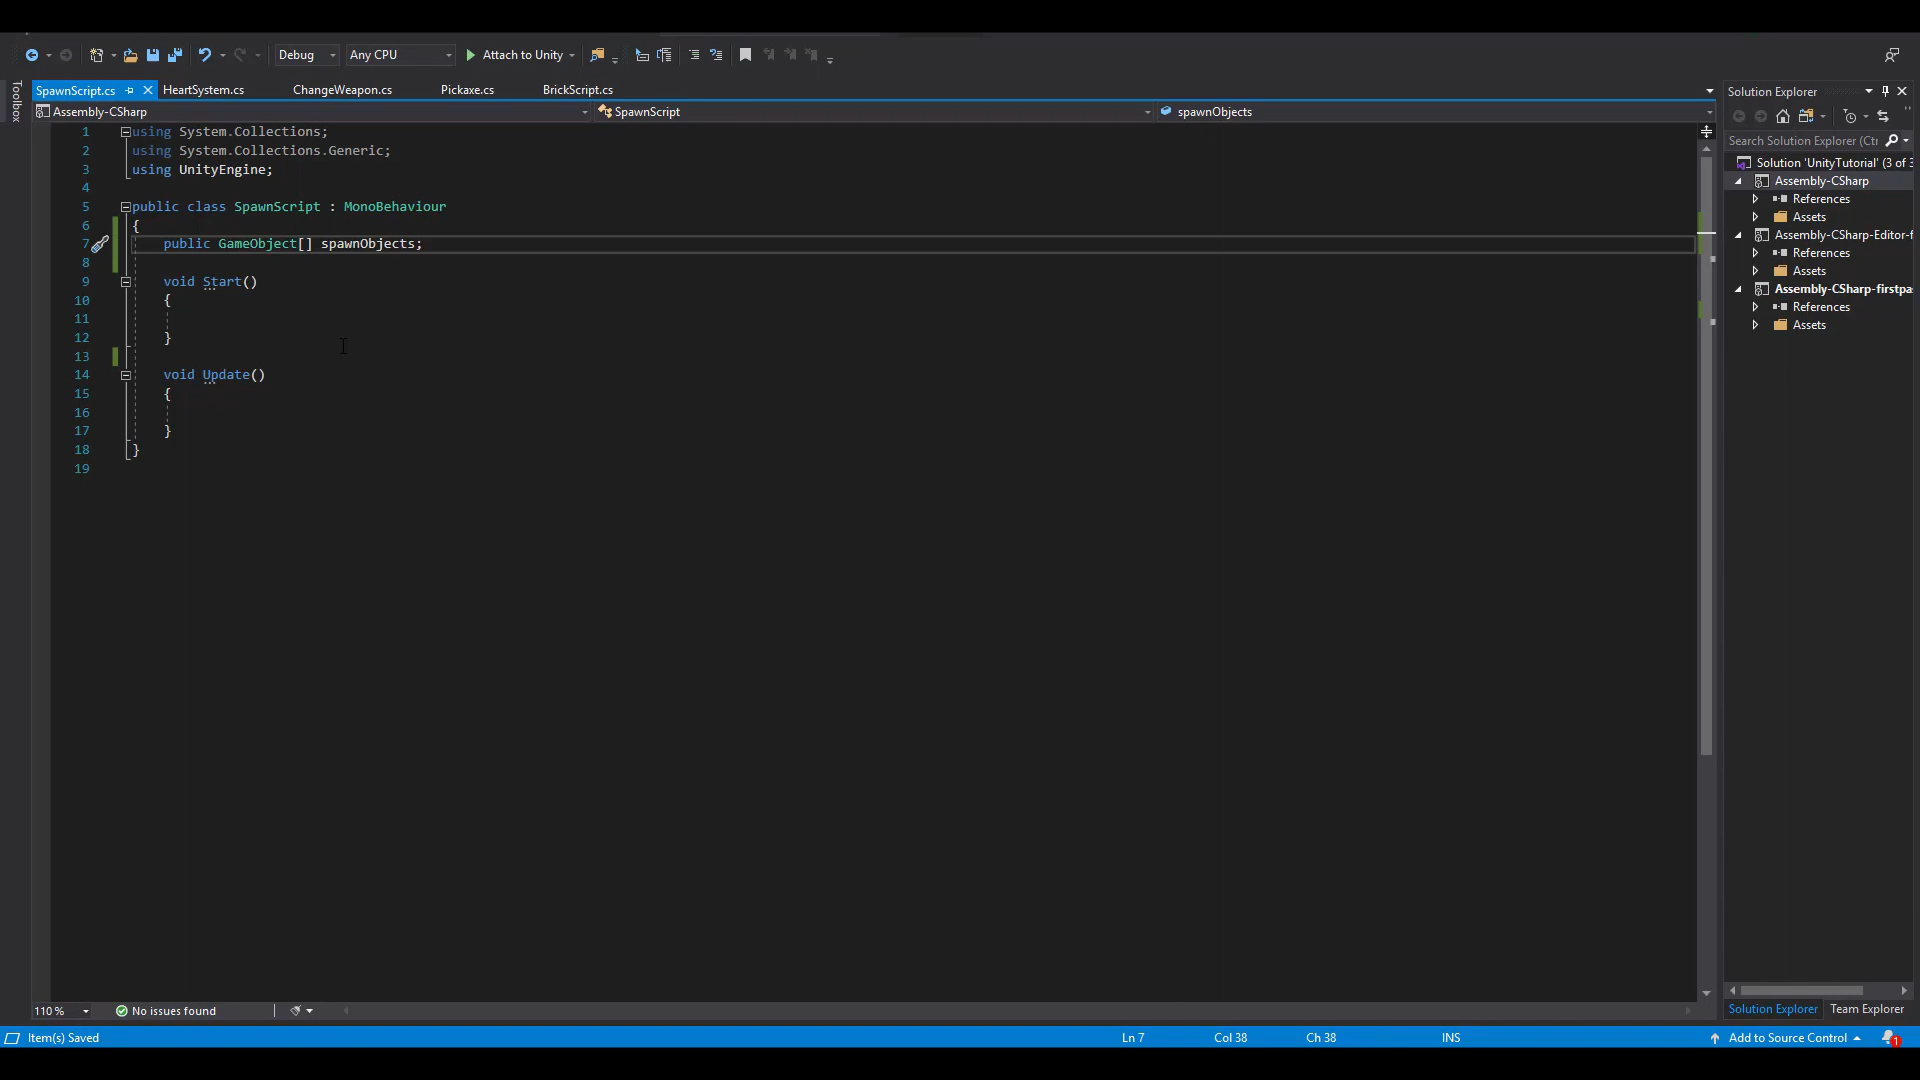 Debug
Any CPU
Attach to Unity
Toolbox
SpawnScript.cs
HeartSystem.cs
ChangeWeapon.cs
Pickaxe.cs
BrickScript.cs
Assembly-CSharp
SpawnScript
spawnObjects
1 using System.Collections;
2 using System.Collections.Generic;
3 using UnityEngine;
4
5 public class SpawnScript : MonoBehaviour
6 {
7 public GameObject[] spawnObjects;
8
9 void Start()
10 {
11
12 }
13
14 void Update()
15 {
16
17 }
18 }
19
Solution Explorer
Search Solution Explorer (Ctr
Solution 'UnityTutorial' (3 of 3
Assembly-CSharp
References
Assets
Assembly-CSharp-Editor-f
References
Assets
Assembly-CSharp-firstpa
References
Assets
110 %
No issues found
Solution Explorer
Team Explorer
Item(s) Saved
Ln 7
Col 38
Ch 38
INS
Add to Source Control
1